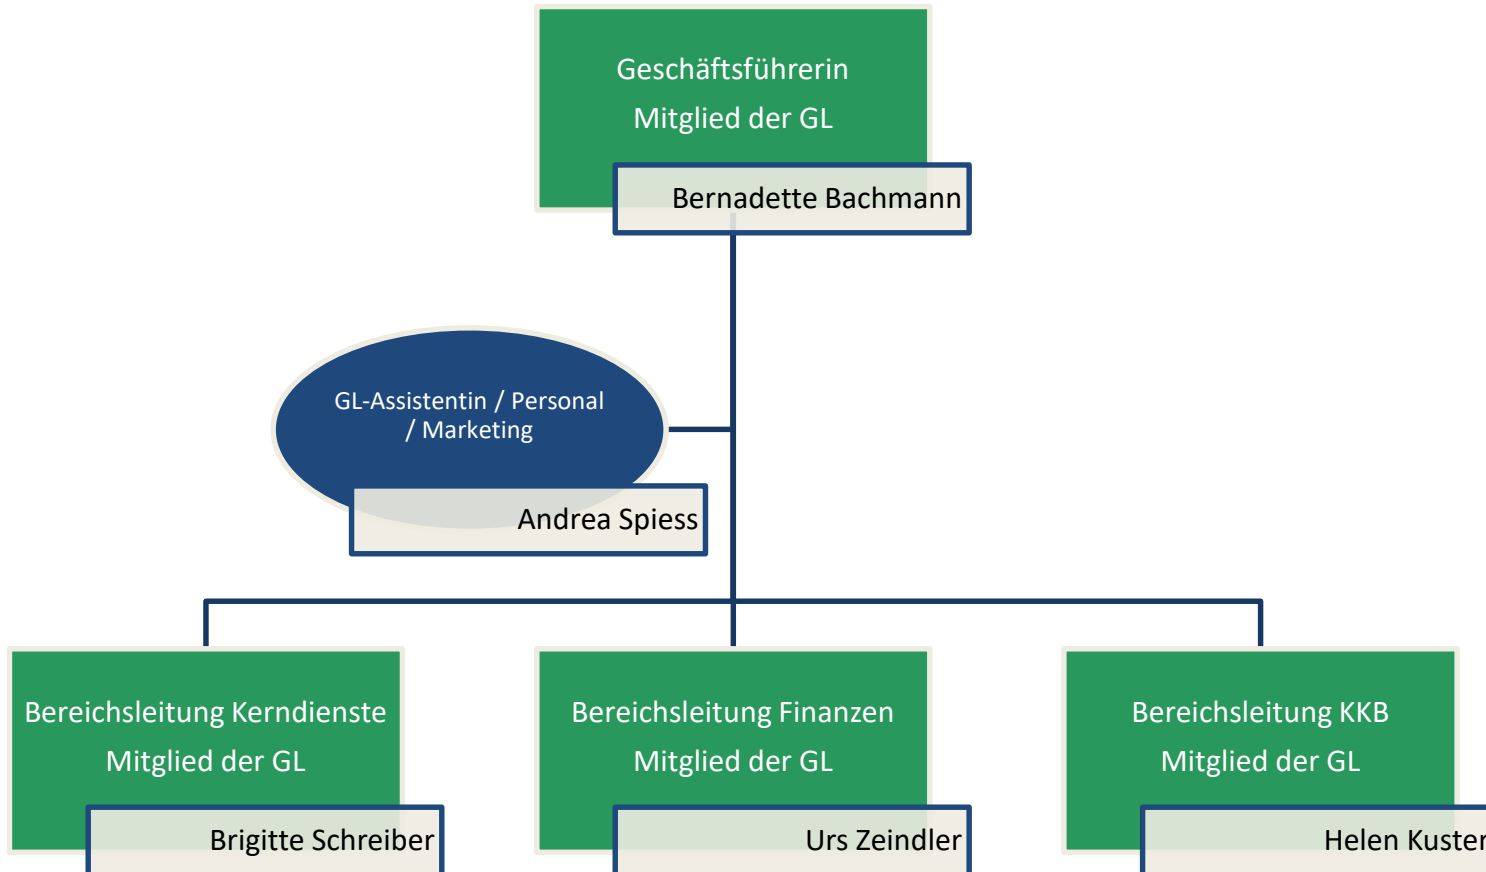 Geschäftsführerin
Mitglied der GL
Bernadette Bachmann
GL-Assistentin / Personal
/ Marketing
Andrea Spiess
Bereichsleitung Kerndienste
Mitglied der GL
Brigitte Schreiber
Bereichsleitung Finanzen
Mitglied der GL
Urs Zeindler
Bereichsleitung KKB
Mitglied der GL
Helen Kuster